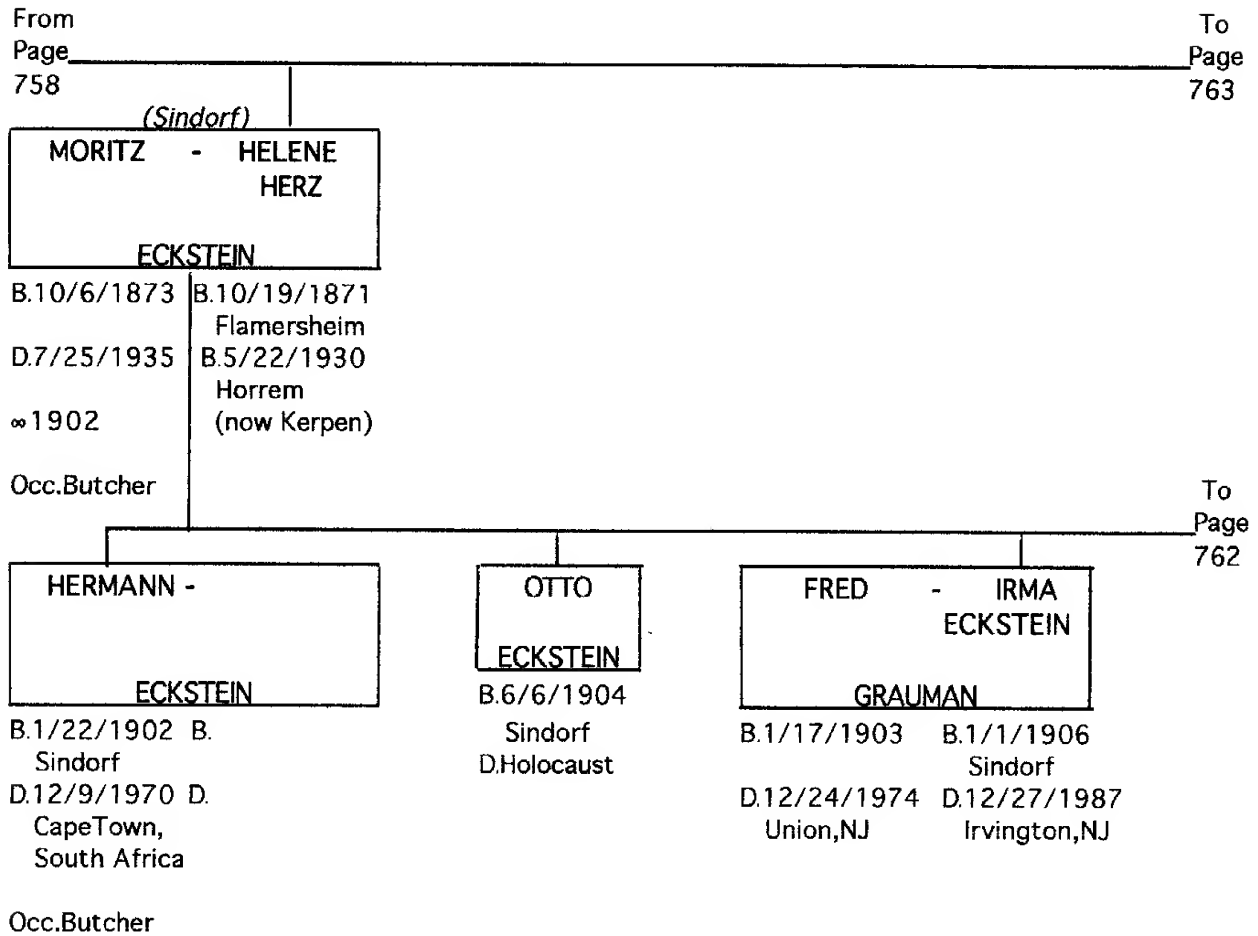 From
Page
758
To
Page
763
(Sindorf)
MORITZ - HELENE
HERZ
ECKSTEIN
B.10/6/1873 B.10/19/1871
Flamersheim
D.7/25/1935 B.5/22/1930
Horrem
∞1902 (now Kerpen)
Occ.Butcher
To
Page
762
HERMANN -
ECKSTEIN
B.1/22/1902 B.
Sindorf
D.12/9/1970 D.
CapeTown,
South Africa
Occ.Butcher
OTTO
ECKSTEIN
B.6/6/1904
Sindorf
D.Holocaust
FRED - IRMA
ECKSTEIN
GRAUMAN
B.1/17/1903 B.1/1/1906
Sindorf
D.12/24/1974 D.12/27/1987
Union,NJ Irvington,NJ